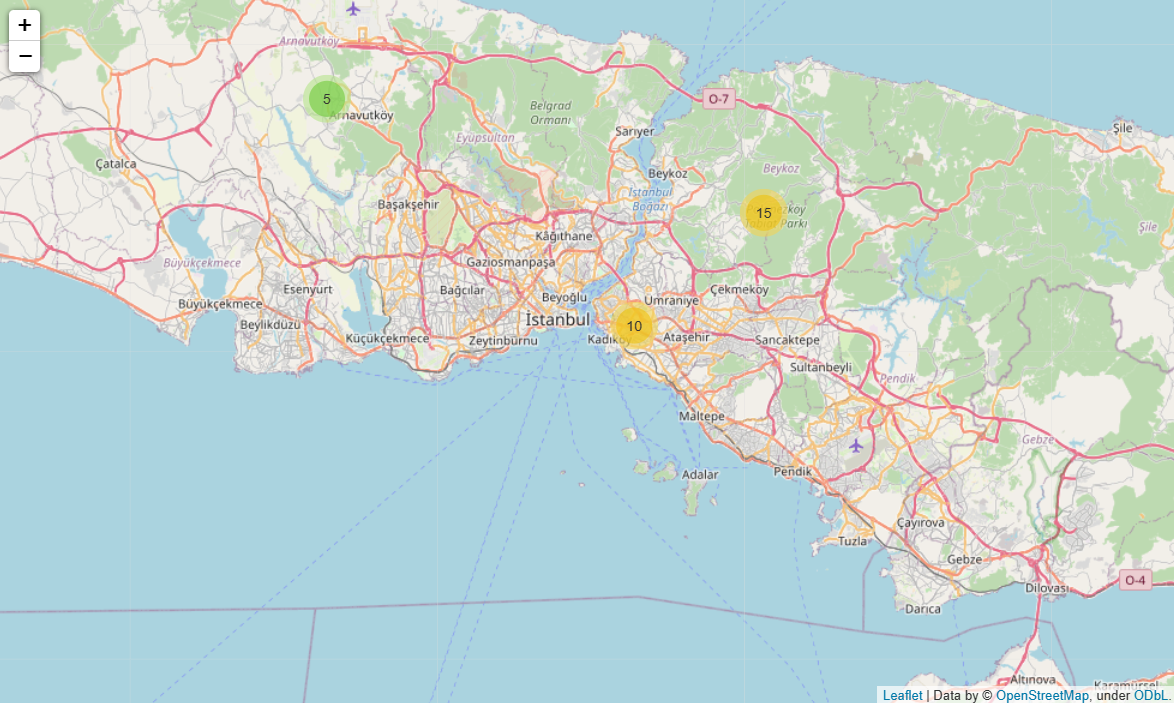 +
−
Arnavutköy
5
Arnavutköy
Belgrad
Ormanı
O-7
Sarıyer
Eyüpsultan
Şile
Çatalca
Beykoz
Beykoz
İstanbul
Boğazı
Başakşehir
15
Parkı
Şile
Kâğıthane
Büyükçekmece
Gaziosmanpaşa
Esenyurt
Bağcılar
Çekmeköy
Büyükçekmece
Beyoğlu
Ümraniye
Beylikdüzü
İstanbul
10
Küçükçekmece
Zeytinburnu
Kadıköy
Ataşehir
Sancaktepe
Sultanbeyli
Pendik
Maltepe
Gebze
Pendik
Adalar
Çayırova
Tuzla
Gebze
Dilovası
O-4
Darıca
Altınova
Karamürsel
Leaflet | Data by © OpenStreetMap, under ODbL.